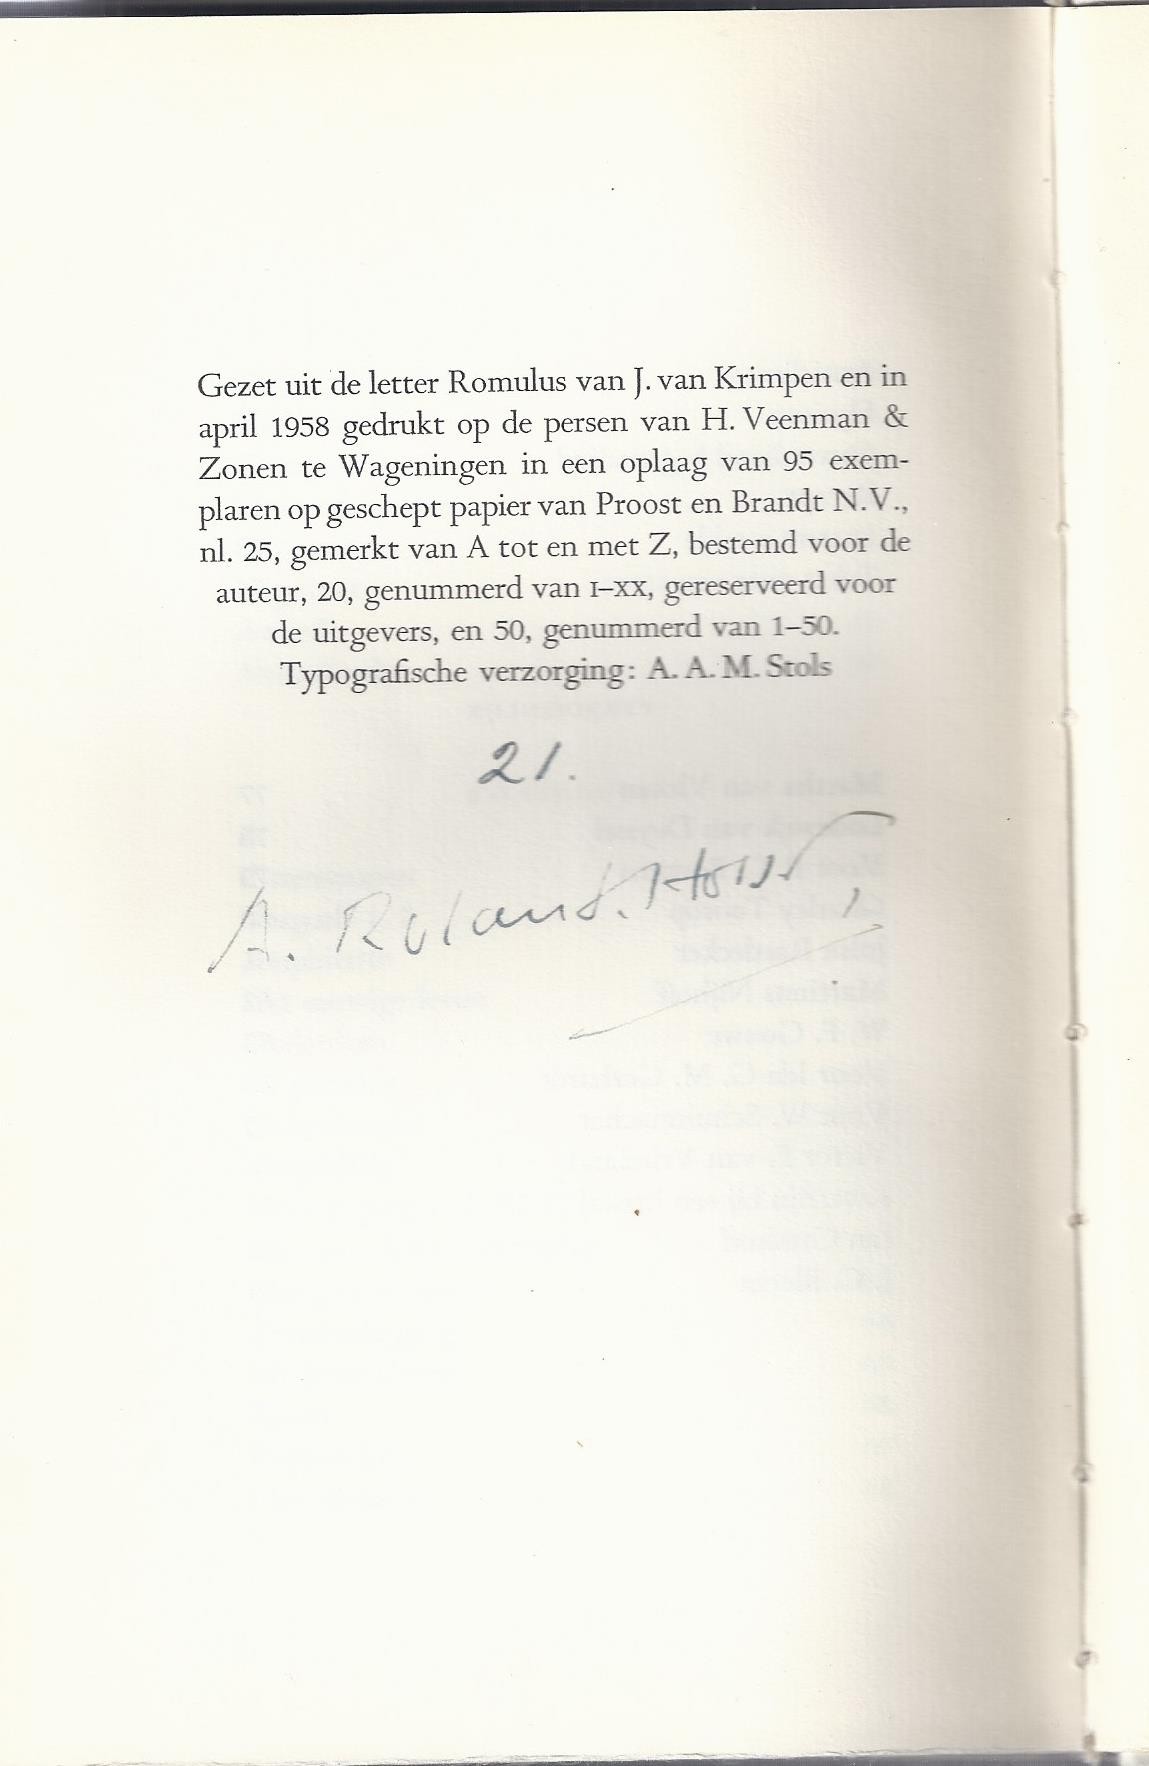 Gezet uit de letter Romulus van J. van Krimpen en in
april 1958 gedrukt op de persen van H. Veenman &
Zonen te Wageningen in een oplaag van 95 exem-
plaren op geschept papier van Proost en Brandt N.V.,
nl. 25, gemerkt van A tot en met Z, bestemd voor de
auteur, 20, genummerd van I–XX, gereserveerd voor
de uitgevers, en 50, genummerd van 1–50.
Typografische verzorging: A. A. M. Stols
21.
A. Roland. Holst